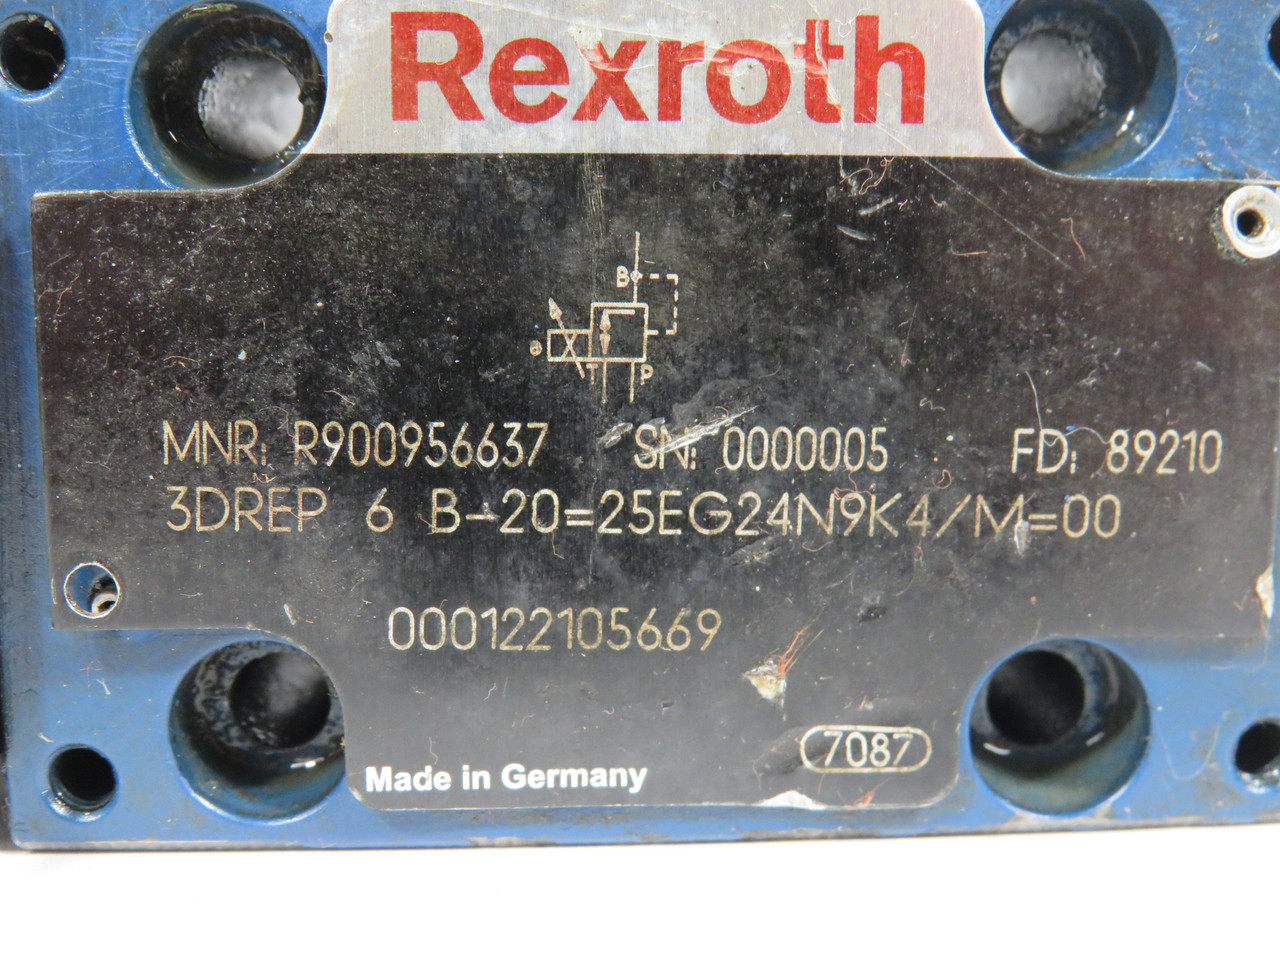 Rexroth
B
a
T P
MNR: R900956637 SN: 0000005 FD: 89210
3DREP 6 B-20=25EG24N9K4/M=00
000122105669
7087
Made in Germany